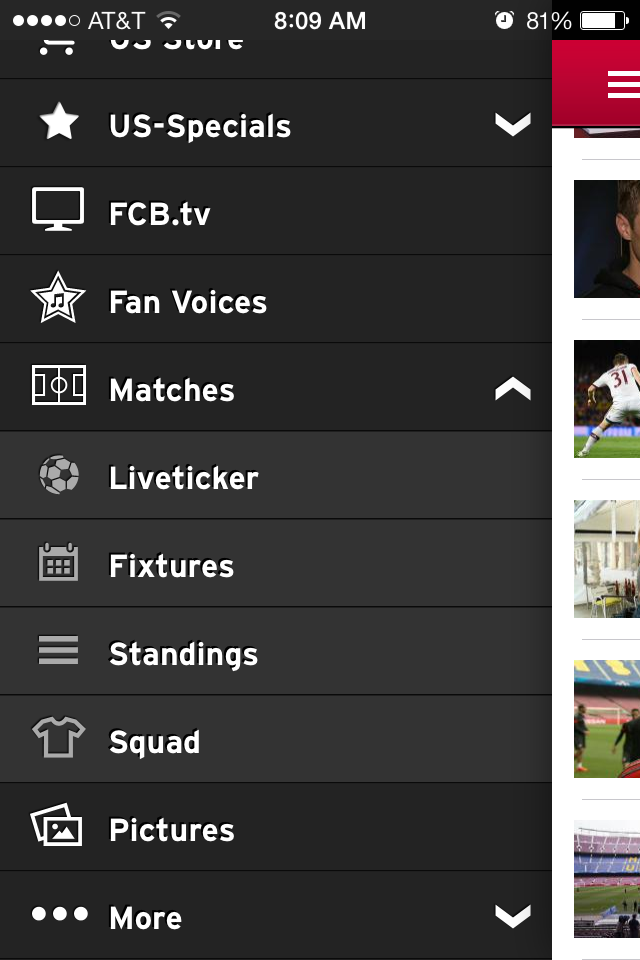 AT&T 8:09 AM 81%
US Store
US-Specials
FCB.tv
Fan Voices
Matches
31
Liveticker
Fixtures
Standings
Squad
Pictures
More